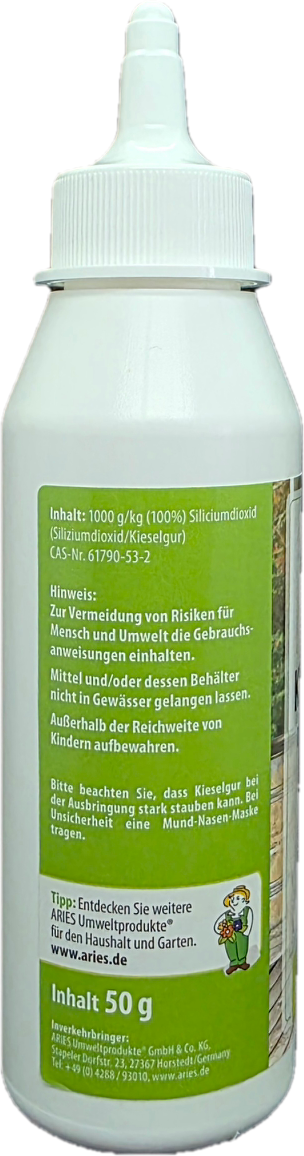 Inhalt: 1000 g/kg (100%) Siliciumdioxid
(Siliziumdioxid/Kieselgur)
CAS-Nr. 61790-53-2
Hinweis:
Zur Vermeidung von Risiken für
Mensch und Umwelt die Gebrauchs-
anweisungen einhalten.
Mittel und/oder dessen Behälter
nicht in Gewässer gelangen lassen.
Außerhalb der Reichweite von
Kindern aufbewahren.
Bitte beachten Sie, dass Kieselgur bei
der Ausbringung stark stauben kann. Bei
Unsicherheit eine Mund-Nasen-Maske
tragen.
Tipp: Entdecken Sie weitere
ARIES Umweltprodukte®
für den Haushalt und Garten.
www.aries.de
Inhalt 50 g
Inverkehrbringer:
ARIES Umweltprodukte® GmbH & Co. KG,
Stapeler Dorfstr. 23, 27367 Horstedt/Germany
Tel: +49 (0) 4288 / 93010, www.aries.de